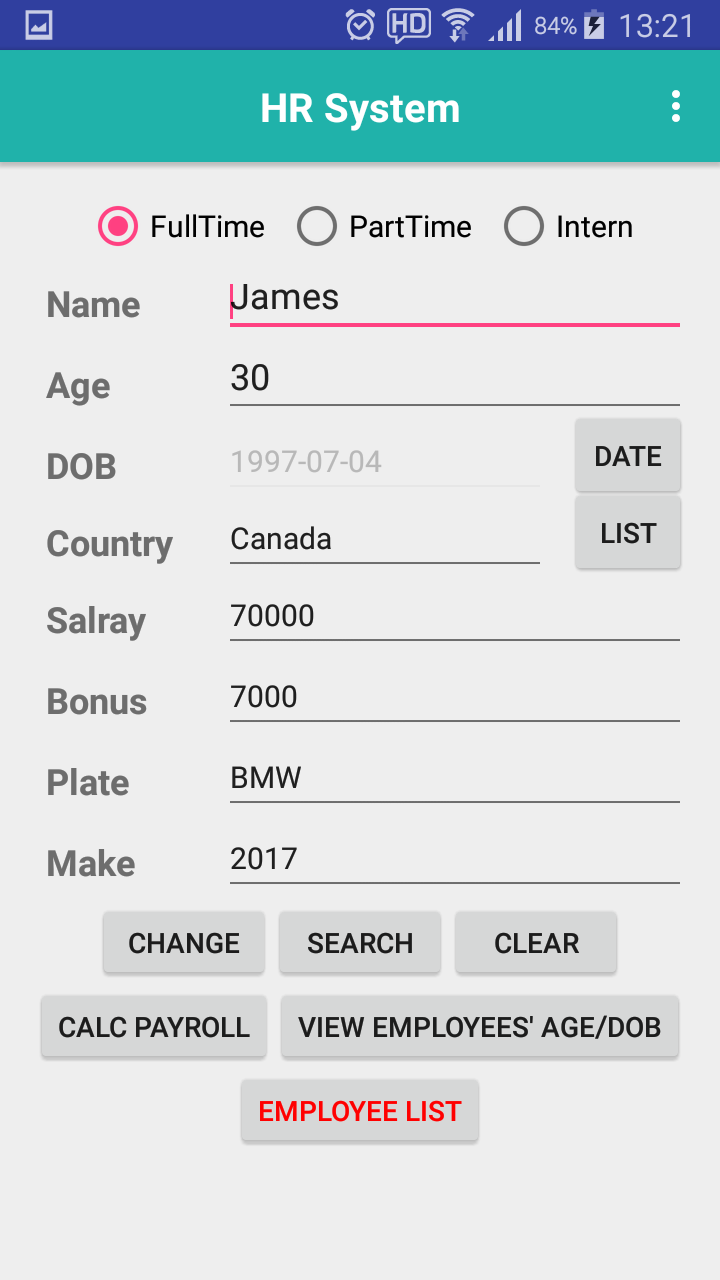 HD 84% 13:21
HR System
FullTime PartTime Intern
Name James
Age 30
DOB 1997-07-04 DATE
Country Canada LIST
Salray 70000
Bonus 7000
Plate BMW
Make 2017
CHANGE SEARCH CLEAR
CALC PAYROLL VIEW EMPLOYEES' AGE/DOB
EMPLOYEE LIST